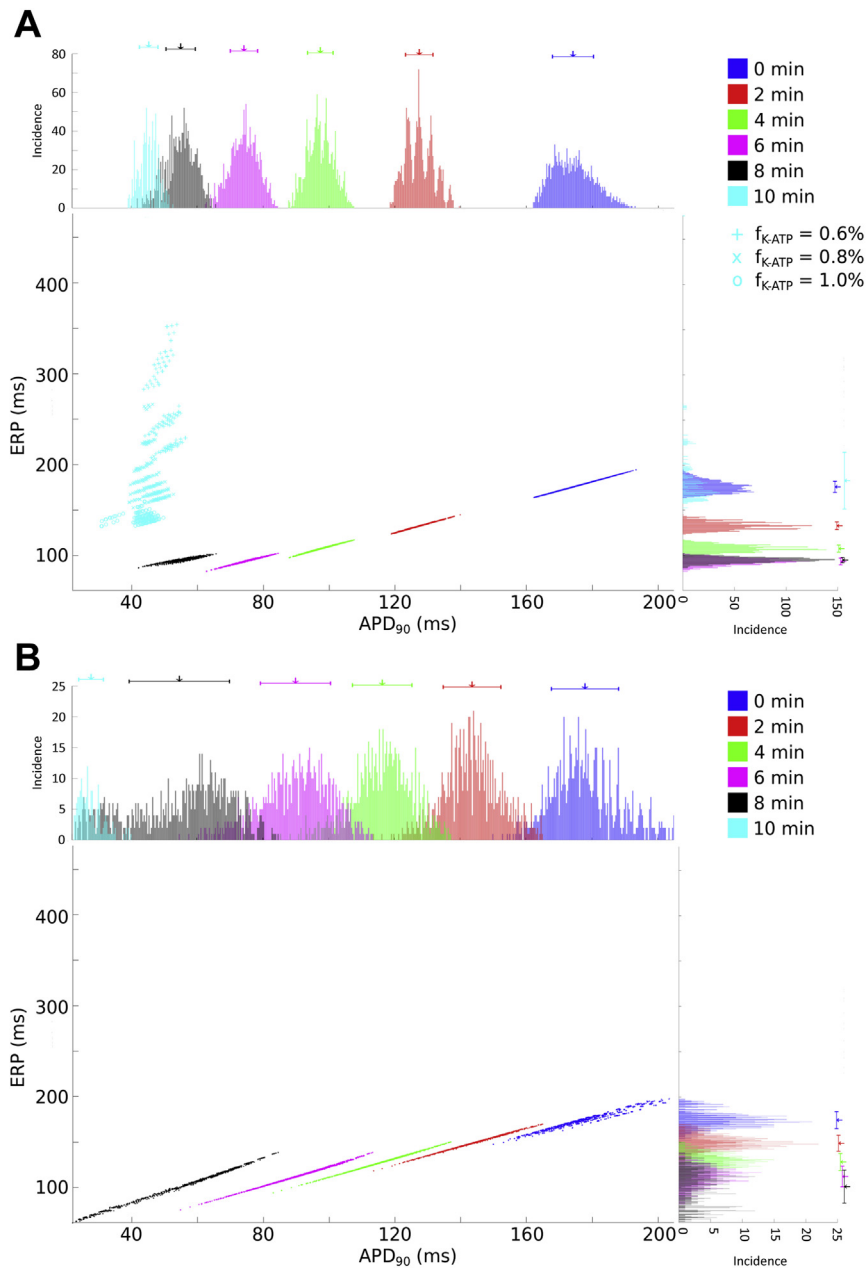 A
80
60
40
20
0
Incidence
0 min
2 min
4 min
6 min
8 min
10 min
+ f_K-ATP = 0.6%
x f_K-ATP = 0.8%
o f_K-ATP = 1.0%
400
300
200
100
ERP (ms)
40 80 120 160 200
APD90 (ms)
0 50 100 150
Incidence
B
25
20
15
10
5
0
Incidence
0 min
2 min
4 min
6 min
8 min
10 min
400
300
200
100
ERP (ms)
40 80 120 160 200
APD90 (ms)
0 5 10 15 20 25
Incidence